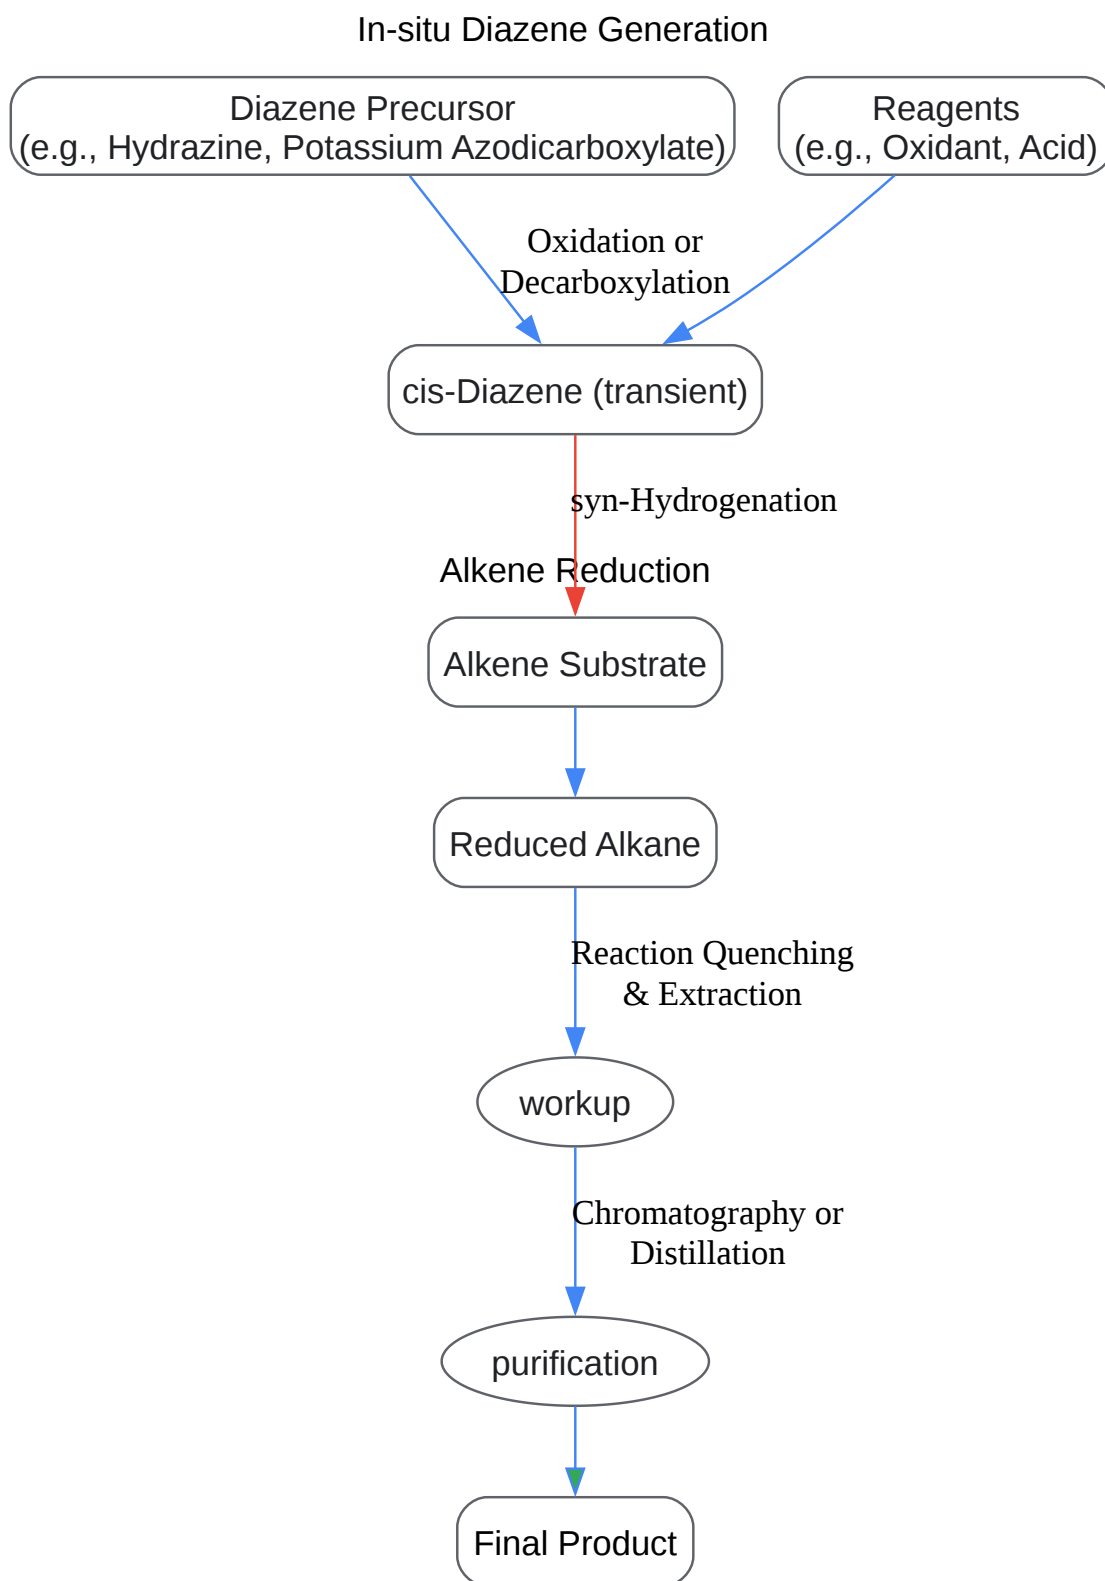 In-situ Diazene Generation
Diazene Precursor
(e.g., Hydrazine, Potassium Azodicarboxylate)
Reagents
(e.g., Oxidant, Acid)
Oxidation or
Decarboxylation
cis-Diazene (transient)
syn-Hydrogenation
Alkene Reduction
Alkene Substrate
Reduced Alkane
Reaction Quenching
& Extraction
workup
Chromatography or
Distillation
purification
Final Product